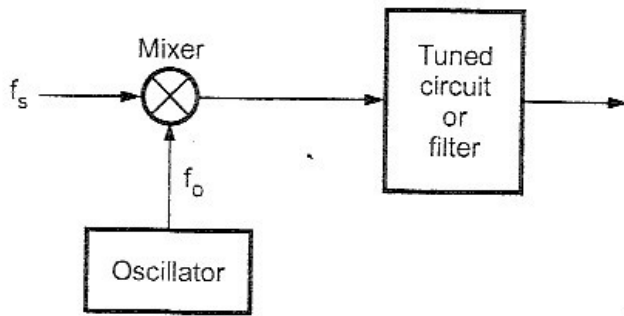 Mixer
fₛ
fₒ
Oscillator
Tuned
circuit
or
filter